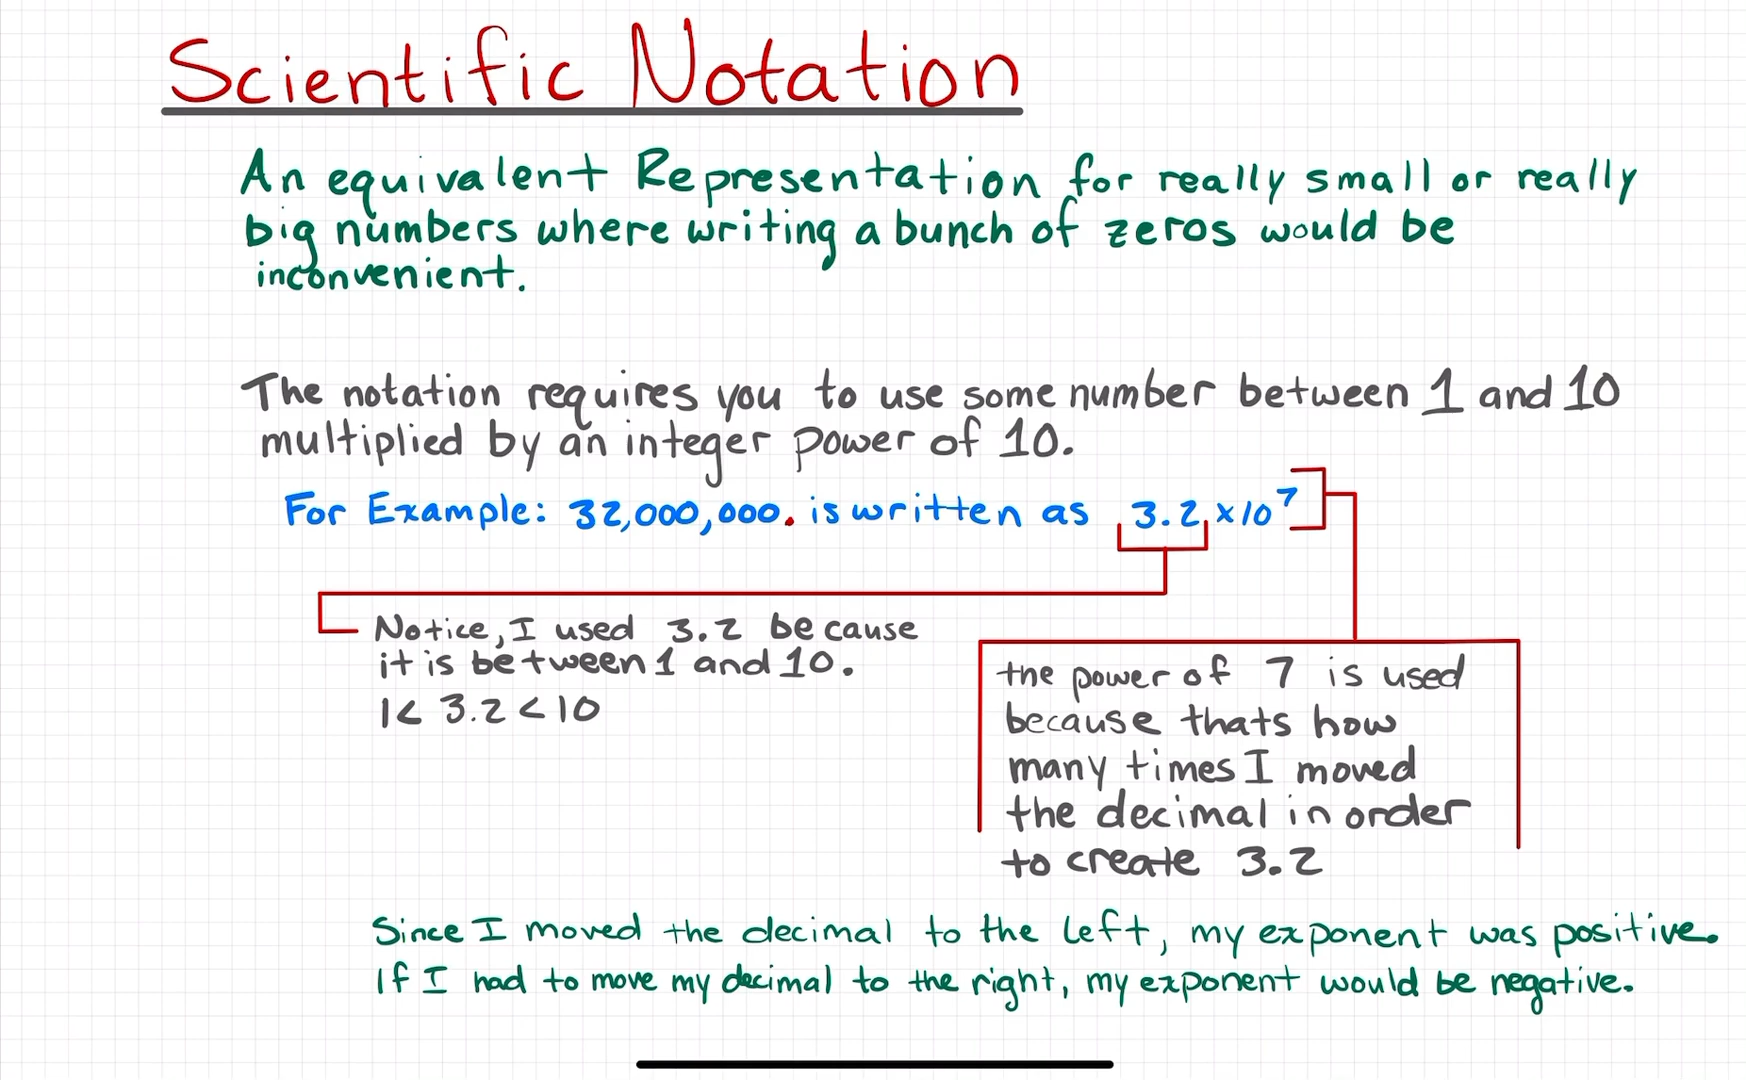 Scientific Notation
An equivalent Representation for really small or really
big numbers where writing a bunch of zeros would be
inconvenient.
The notation requires you to use some number between 1 and 10
multiplied by an integer power of 10.
For Example: 32,000,000. is written as 3.2 x 10⁷
Notice, I used 3.2 because
it is between 1 and 10.
1 < 3.2 < 10
the power of 7 is used
because thats how
many times I moved
the decimal in order
to create 3.2
Since I moved the decimal to the left, my exponent was positive.
If I had to move my decimal to the right, my exponent would be negative.